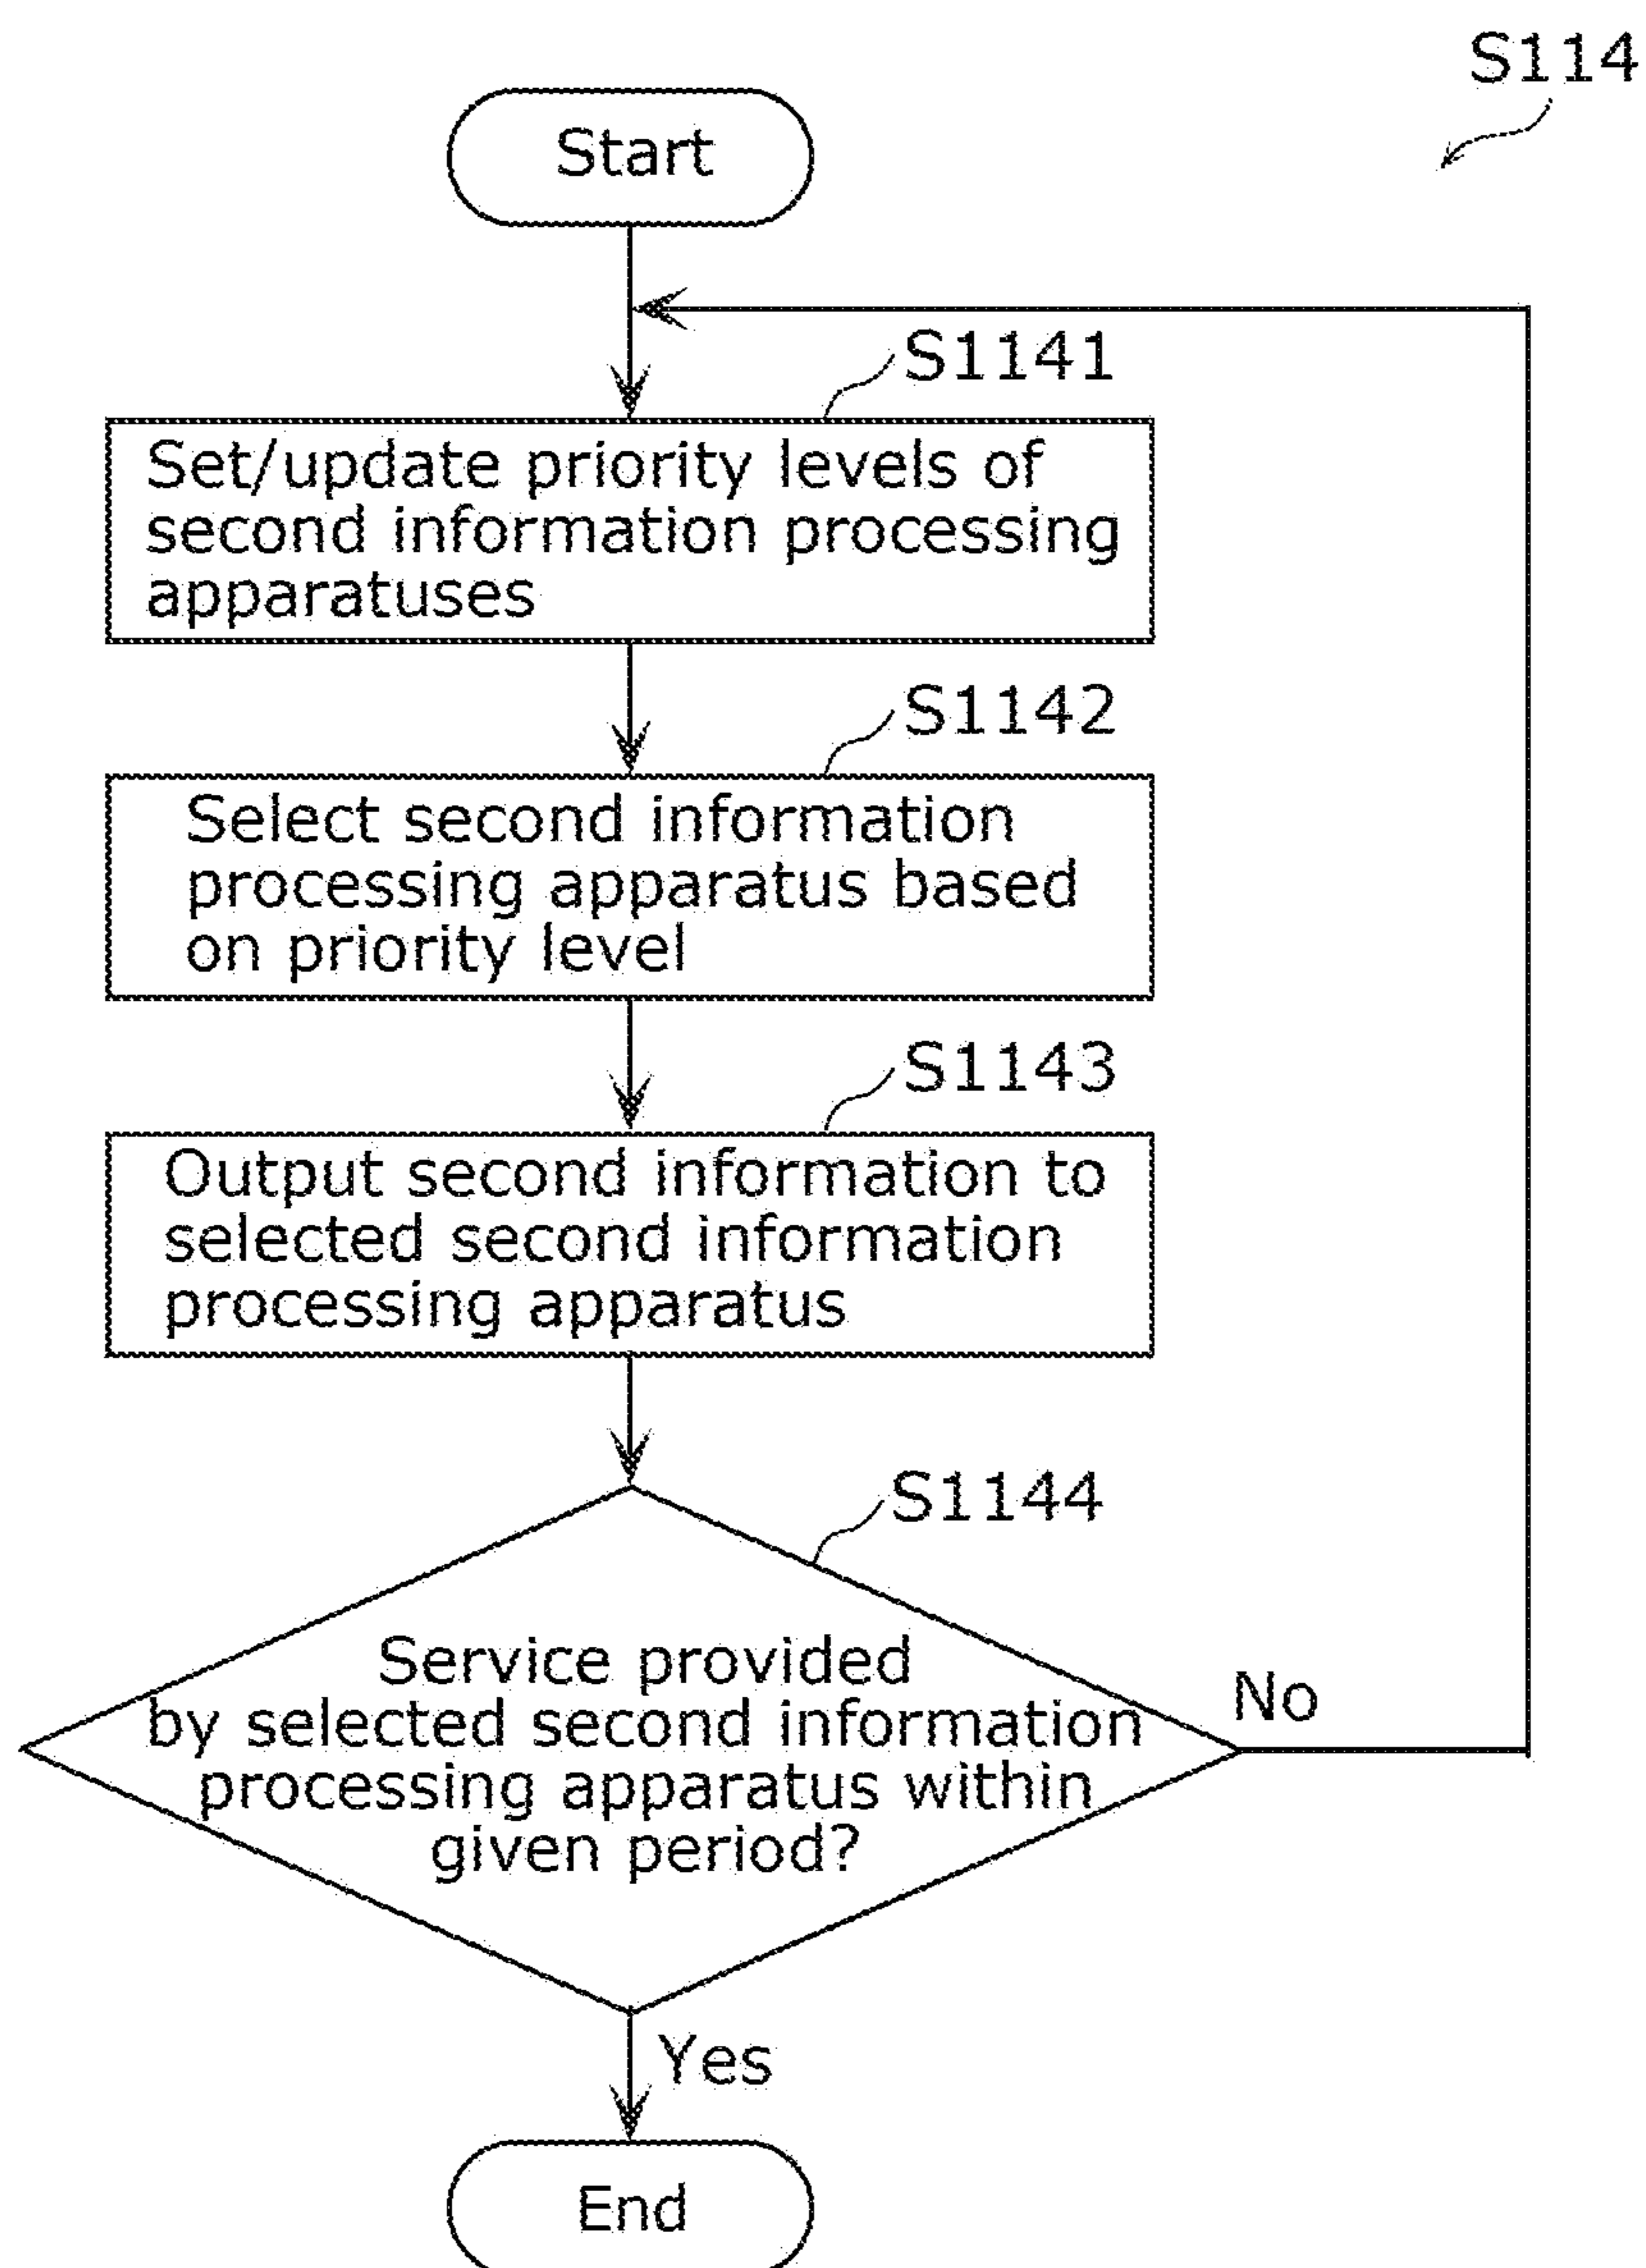 S114
Start
S1141
Set/update priority levels of
second information processing
apparatuses
S1142
Select second information
processing apparatus based
on priority level
S1143
Output second information to
selected second information
processing apparatus
S1144
Service provided
by selected second information
processing apparatus within
given period?
No
Yes
End